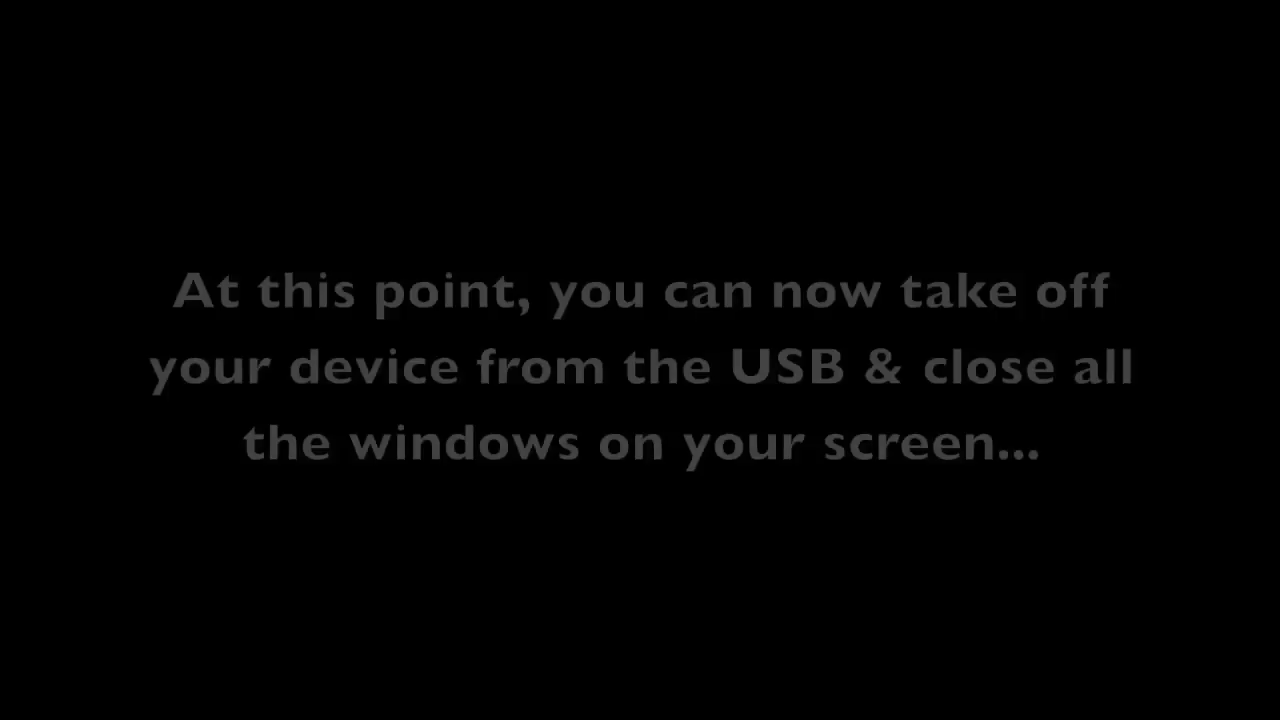 At this point, you can now take off
your device from the USB & close all
the windows on your screen...